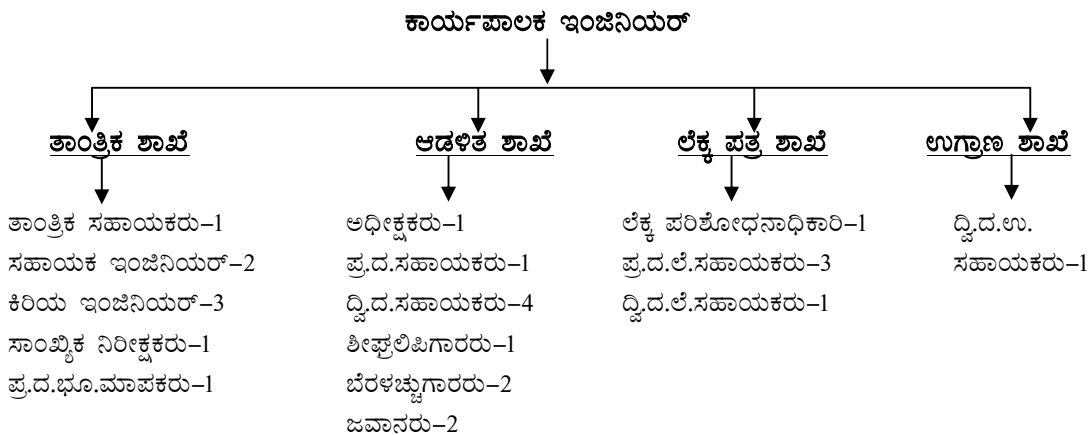 ಕಾರ್ಯಪಾಲಕ ಇಂಜಿನಿಯರ್
ತಾಂತ್ರಿಕ ಶಾಖೆ
ತಾಂತ್ರಿಕ ಸಹಾಯಕರು–1
ಸಹಾಯಕ ಇಂಜಿನಿಯರ್–2
ಕಿರಿಯ ಇಂಜಿನಿಯರ್–3
ಸಾಂಖ್ಯಿಕ ನಿರೀಕ್ಷಕರು–1
ಪ್ರ.ದ.ಭೂ.ಮಾಪಕರು–1
ಆಡಳಿತ ಶಾಖೆ
ಅಧೀಕ್ಷಕರು–1
ಪ್ರ.ದ.ಸಹಾಯಕರು–1
ದ್ವಿ.ದ.ಸಹಾಯಕರು–4
ಶೀಘ್ರಲಿಪಿಗಾರರು–1
ಬೆರಳಚ್ಚುಗಾರರು–2
ಜವಾನರು–2
ಲೆಕ್ಕ ಪತ್ರ ಶಾಖೆ
ಲೆಕ್ಕ ಪರಿಶೋಧನಾಧಿಕಾರಿ–1
ಪ್ರ.ದ.ಲೆ.ಸಹಾಯಕರು–3
ದ್ವಿ.ದ.ಲೆ.ಸಹಾಯಕರು–1
ಉಗ್ರಾಣ ಶಾಖೆ
ದ್ವಿ.ದ.ಉ.
ಸಹಾಯಕರು–1